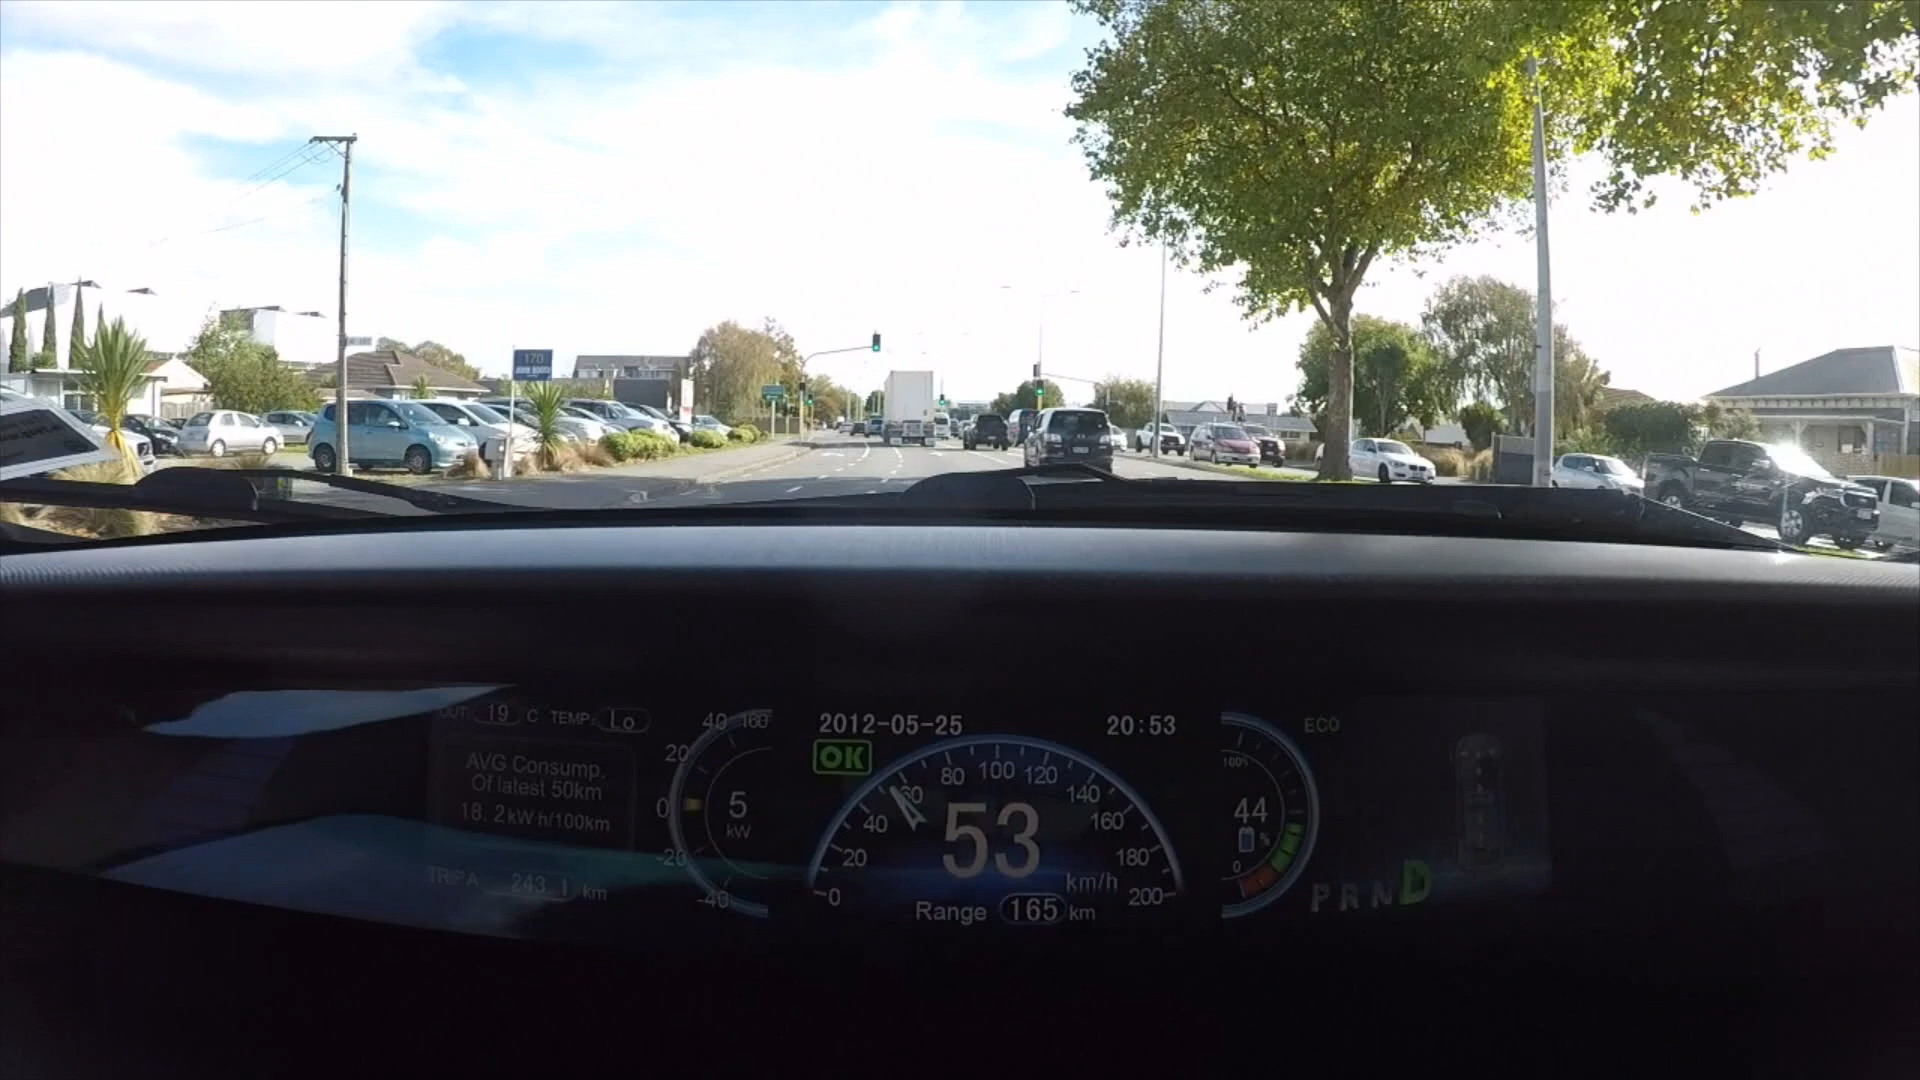 170
OUT: 19 C TEMP: Lo
AVG Consump.
Of latest 50km
18.2kW·h/100km
TRIP A 243.1 km
40 160
20
0
-20
-40
5
kW
2012-05-25 20:53
OK
0 20 40 60 80 100 120 140 160 180 200
53
km/h
Range 165 km
ECO
100%
44
%
0
P R N D